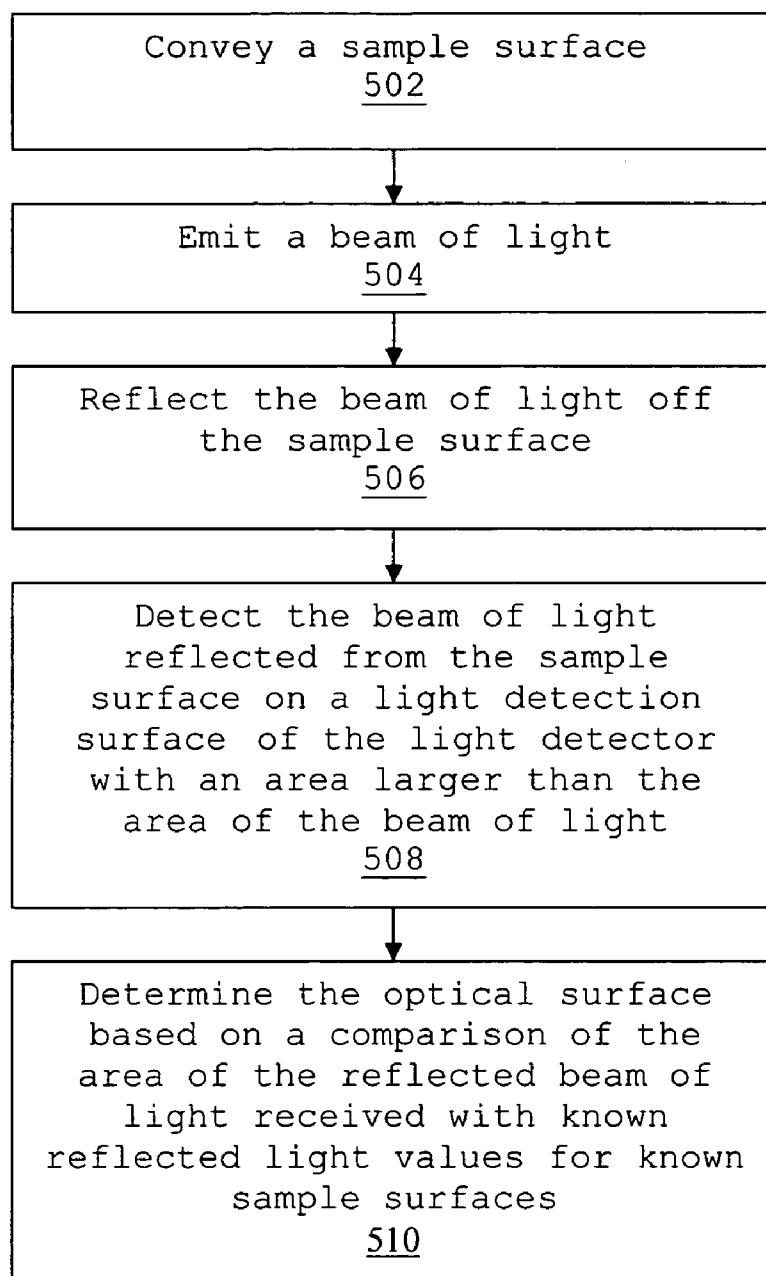 Convey a sample surface
502
Emit a beam of light
504
Reflect the beam of light off
the sample surface
506
Detect the beam of light
reflected from the sample
surface on a light detection
surface of the light detector
with an area larger than the
area of the beam of light
508
Determine the optical surface
based on a comparison of the
area of the reflected beam of
light received with known
reflected light values for known
sample surfaces
510